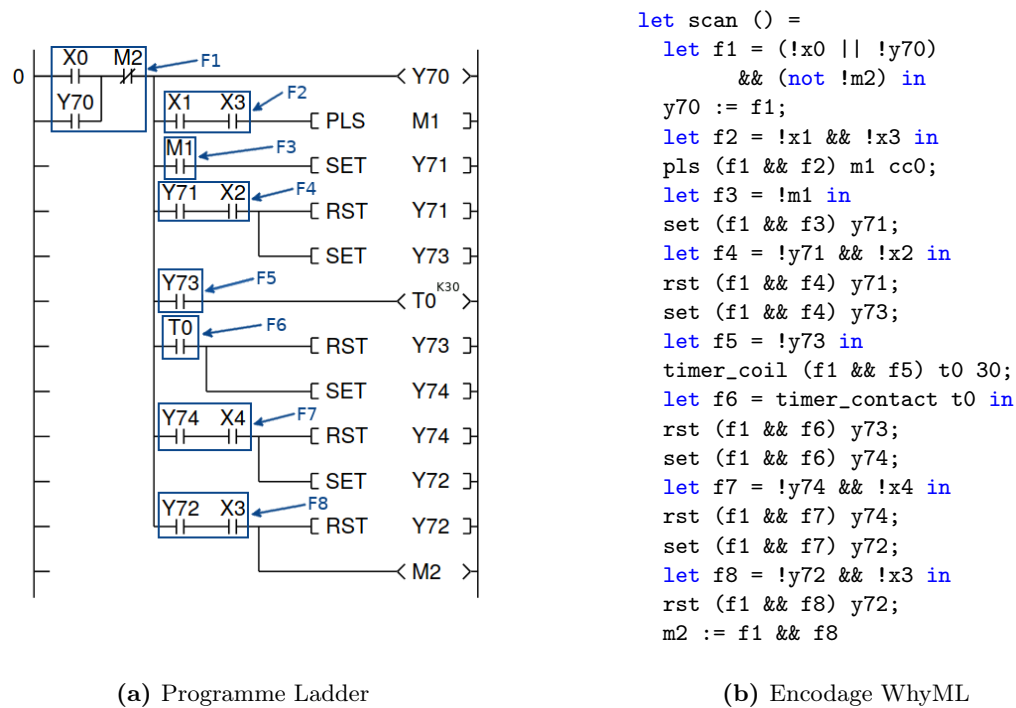 X0 M2 F1
0 Y70
Y70
X1 X3 F2
PLS M1
M1 F3
SET Y71
Y71 X2 F4
RST Y71
SET Y73
Y73 F5
T0 K30
T0 F6
RST Y73
SET Y74
Y74 X4 F7
RST Y74
SET Y72
Y72 X3 F8
RST Y72
M2
(a) Programme Ladder
let scan () =
let f1 = (!x0 || !y70)
&& (not !m2) in
y70 := f1;
let f2 = !x1 && !x3 in
pls (f1 && f2) m1 cc0;
let f3 = !m1 in
set (f1 && f3) y71;
let f4 = !y71 && !x2 in
rst (f1 && f4) y71;
set (f1 && f4) y73;
let f5 = !y73 in
timer_coil (f1 && f5) t0 30;
let f6 = timer_contact t0 in
rst (f1 && f6) y73;
set (f1 && f6) y74;
let f7 = !y74 && !x4 in
rst (f1 && f7) y74;
set (f1 && f7) y72;
let f8 = !y72 && !x3 in
rst (f1 && f8) y72;
m2 := f1 && f8
(b) Encodage WhyML